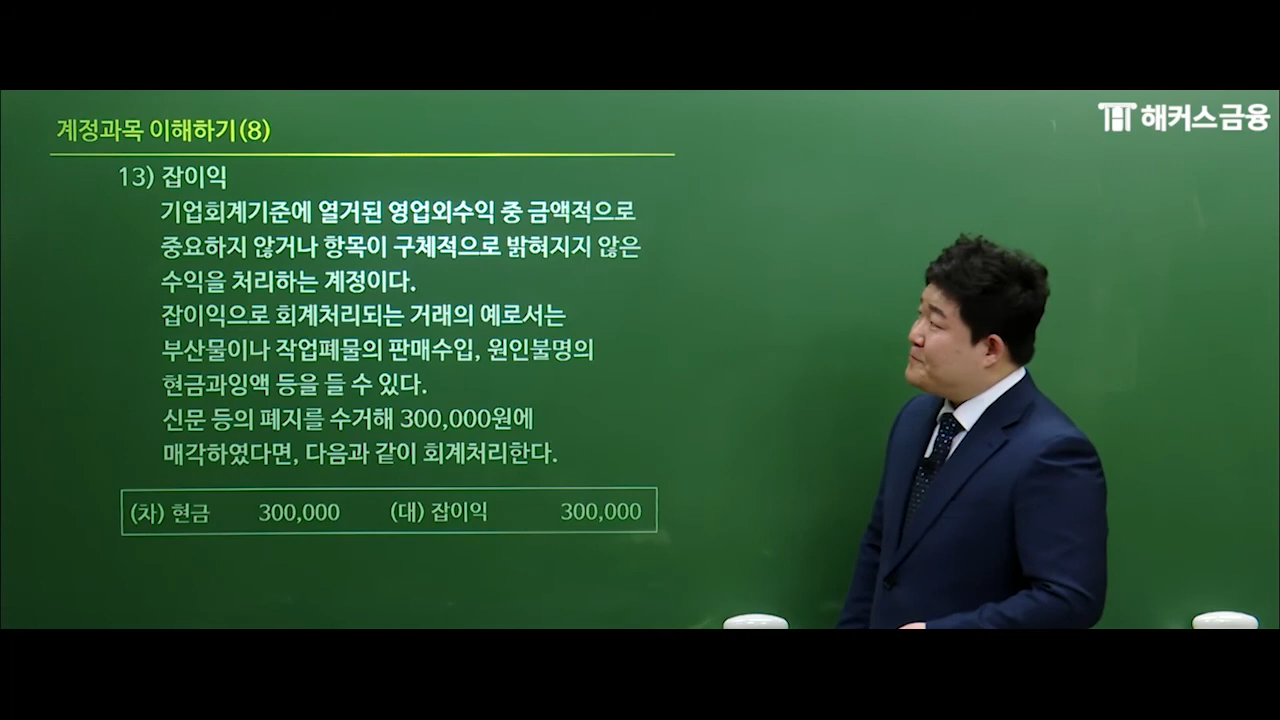 계정과목 이해하기(8)
해커스금융
13) 잡이익
기업회계기준에 열거된 영업외수익 중 금액적으로
중요하지 않거나 항목이 구체적으로 밝혀지지 않은
수익을 처리하는 계정이다.
잡이익으로 회계처리되는 거래의 예로서는
부산물이나 작업폐물의 판매수입, 원인불명의
현금과잉액 등을 들 수 있다.
신문 등의 폐지를 수거해 300,000원에
매각하였다면, 다음과 같이 회계처리한다.
(차) 현금 300,000 (대) 잡이익 300,000